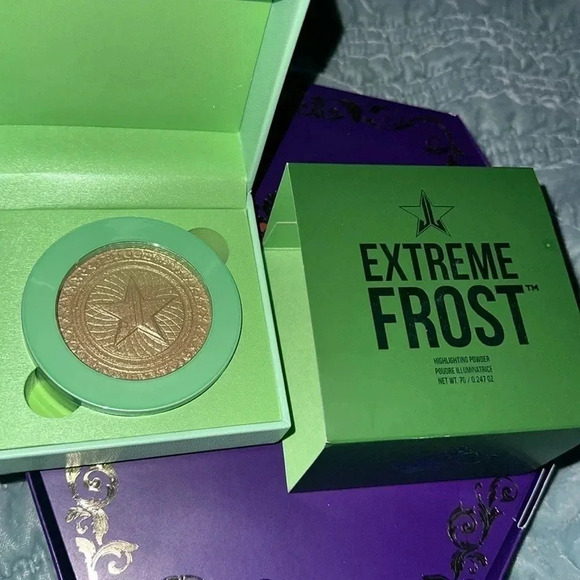 EXTREME
FROST™
HIGHLIGHTING POWDER
POUDRE ILLUMINATRICE
NET WT. 7G / 0.247 OZ